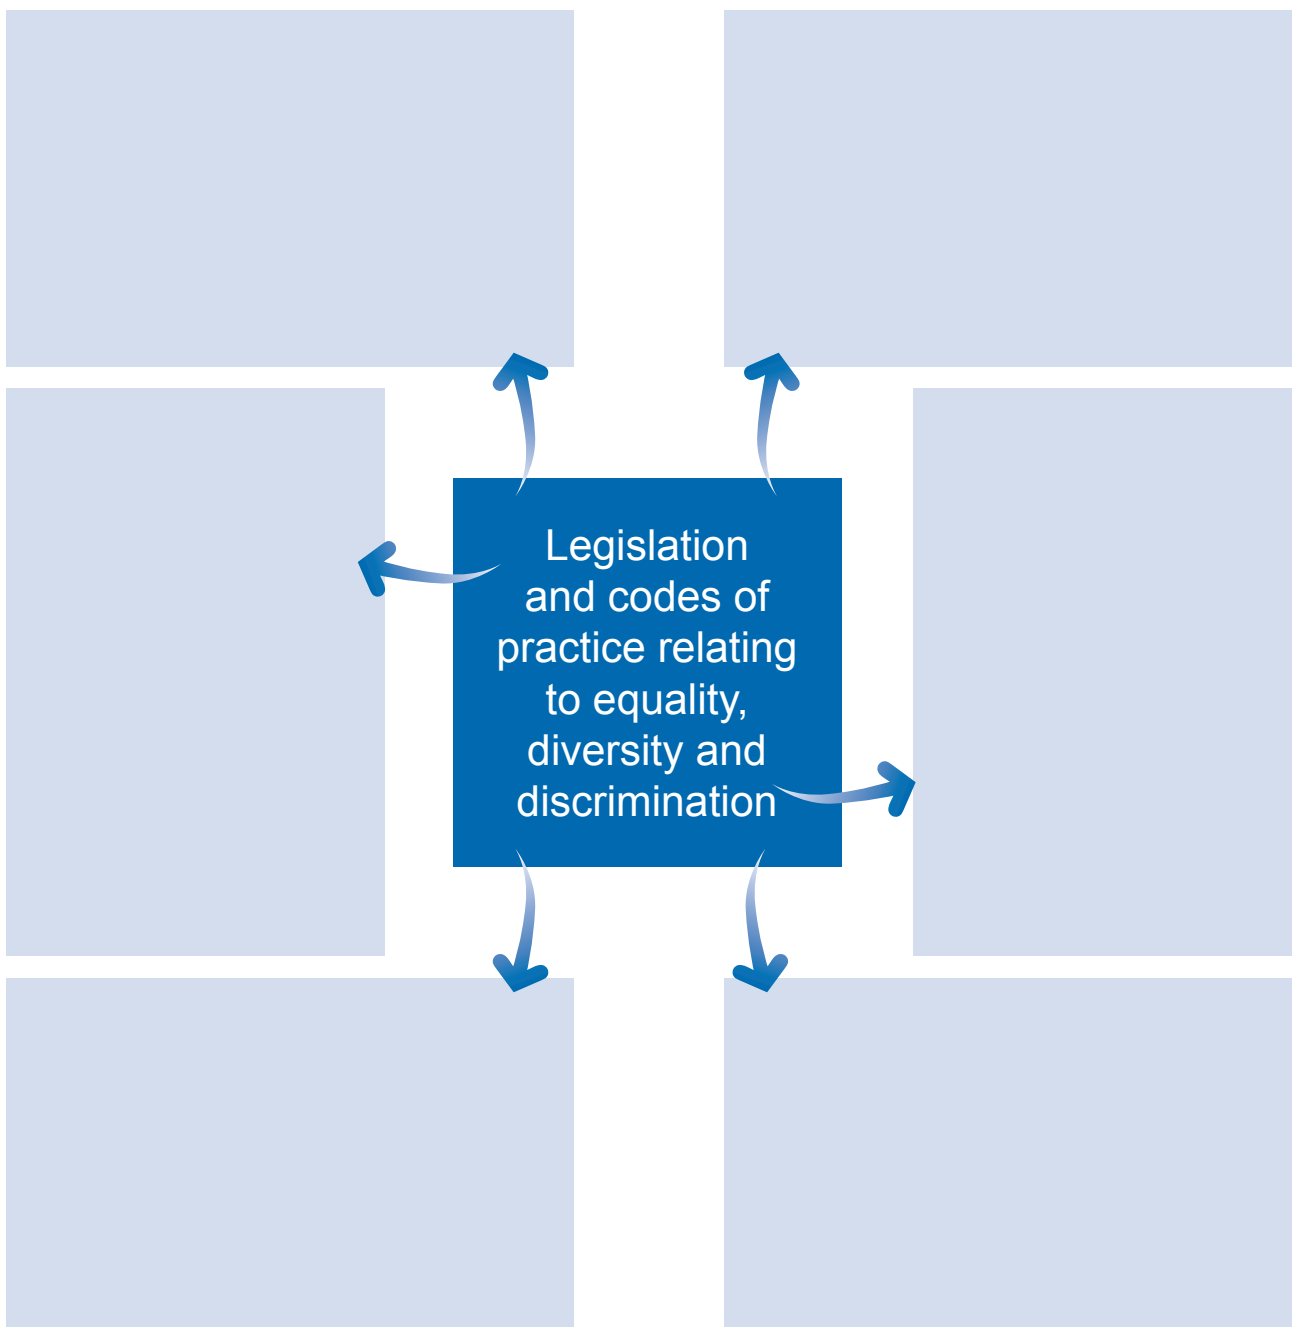 Legislation
and codes of
practice relating
to equality,
diversity and
discrimination